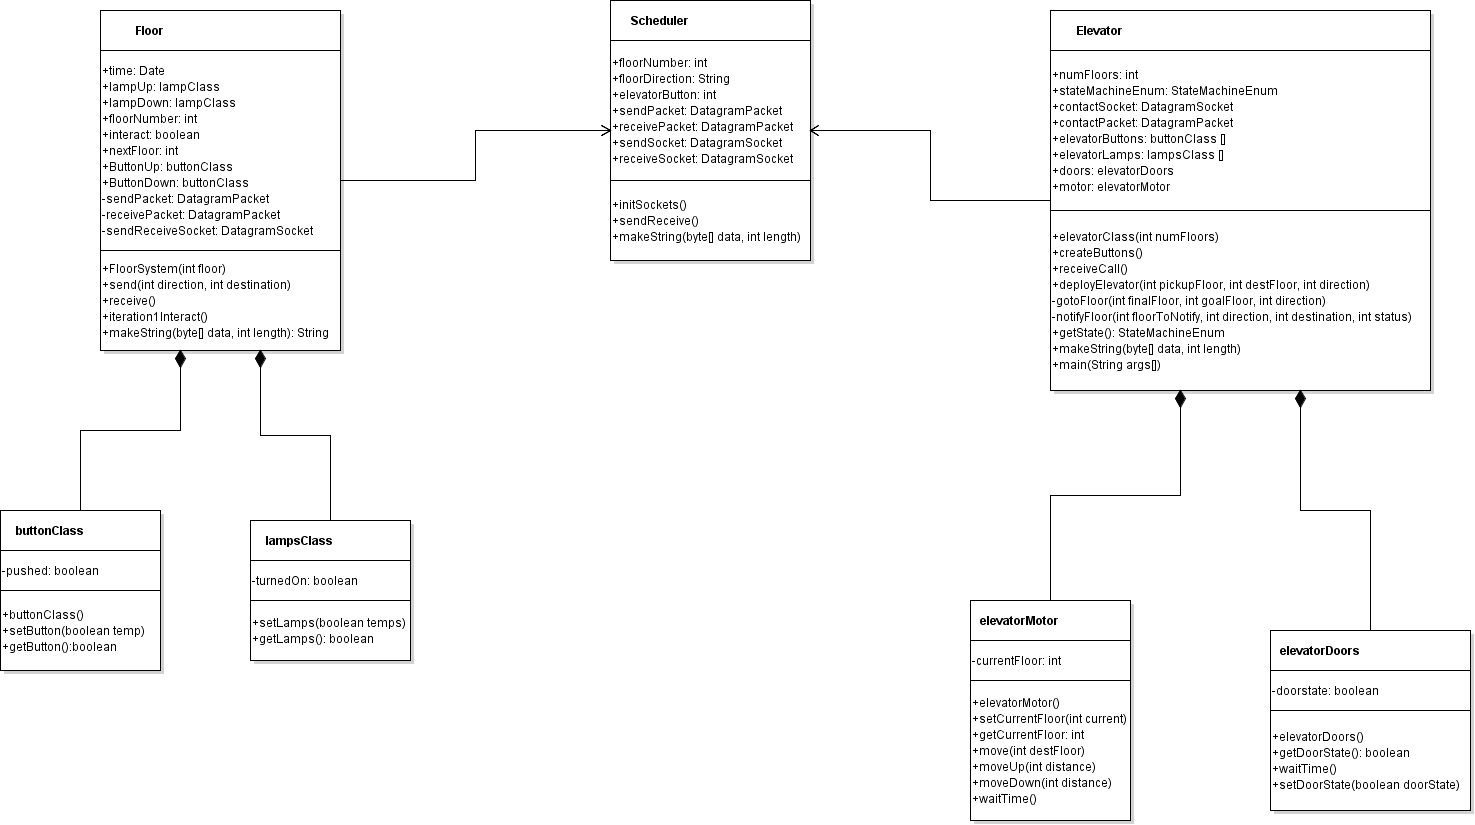 Floor
+time: Date
+lampUp: lampClass
+lampDown: lampClass
+floorNumber: int
+interact: boolean
+nextFloor: int
+ButtonUp: buttonClass
+ButtonDown: buttonClass
-sendPacket: DatagramPacket
-receivePacket: DatagramPacket
-sendReceiveSocket: DatagramSocket
+FloorSystem(int floor)
+send(int direction, int destination)
+receive()
+iteration1Interact()
+makeString(byte[] data, int length): String
Scheduler
+floorNumber: int
+floorDirection: String
+elevatorButton: int
+sendPacket: DatagramPacket
+receivePacket: DatagramPacket
+sendSocket: DatagramSocket
+receiveSocket: DatagramSocket
+initSockets()
+sendReceive()
+makeString(byte[] data, int length)
Elevator
+numFloors: int
+stateMachineEnum: StateMachineEnum
+contactSocket: DatagramSocket
+contactPacket: DatagramPacket
+elevatorButtons: buttonClass []
+elevatorLamps: lampsClass []
+doors: elevatorDoors
+motor: elevatorMotor
+elevatorClass(int numFloors)
+createButtons()
+receiveCall()
+deployElevator(int pickupFloor, int destFloor, int direction)
-gotoFloor(int finalFloor, int goalFloor, int direction)
-notifyFloor(int floorToNotify, int direction, int destination, int status)
+getState(): StateMachineEnum
+makeString(byte[] data, int length)
+main(String args[])
buttonClass
-pushed: boolean
+buttonClass()
+setButton(boolean temp)
+getButton():boolean
lampsClass
-turnedOn: boolean
+setLamps(boolean temps)
+getLamps(): boolean
elevatorMotor
-currentFloor: int
+elevatorMotor()
+setCurrentFloor(int current)
+getCurrentFloor: int
+move(int destFloor)
+moveUp(int distance)
+moveDown(int distance)
+waitTime()
elevatorDoors
-doorstate: boolean
+elevatorDoors()
+getDoorState(): boolean
+waitTime()
+setDoorState(boolean doorState)